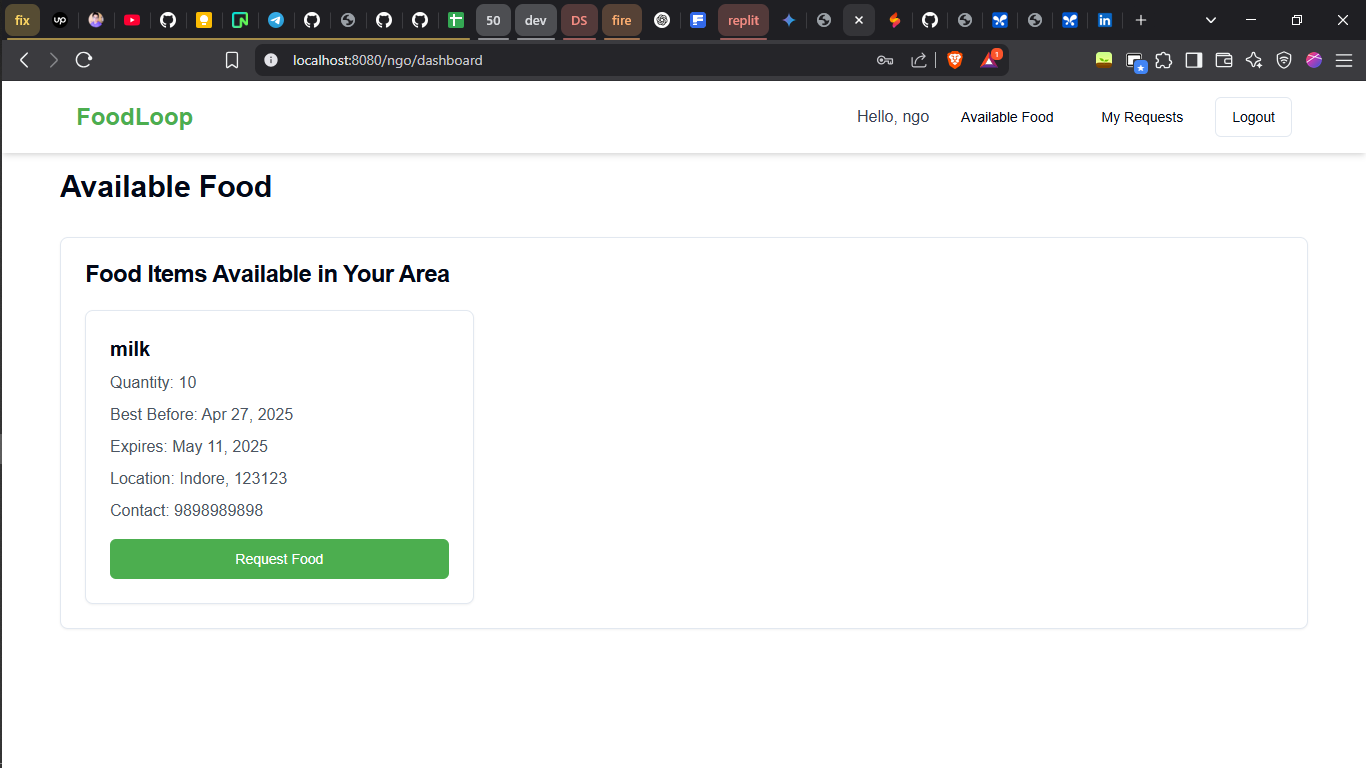 fix up 50 dev DS fire replit
localhost:8080/ngo/dashboard 1
FoodLoop Hello, ngo Available Food My Requests Logout
Available Food
Food Items Available in Your Area
milk
Quantity: 10
Best Before: Apr 27, 2025
Expires: May 11, 2025
Location: Indore, 123123
Contact: 9898989898
Request Food